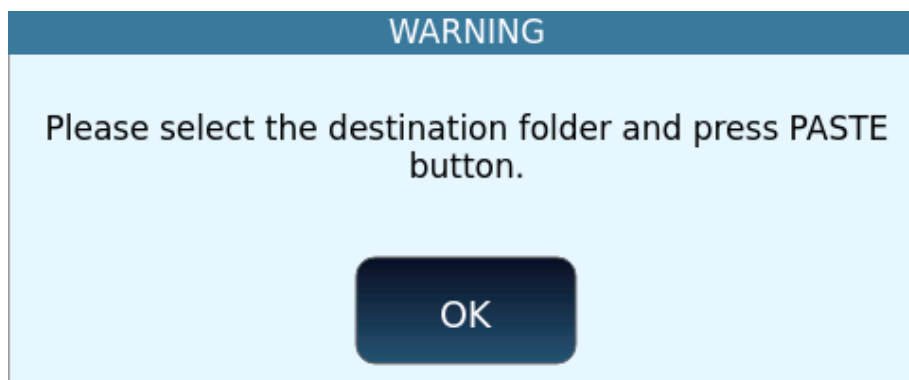 WARNING
Please select the destination folder and press PASTE
button.
OK